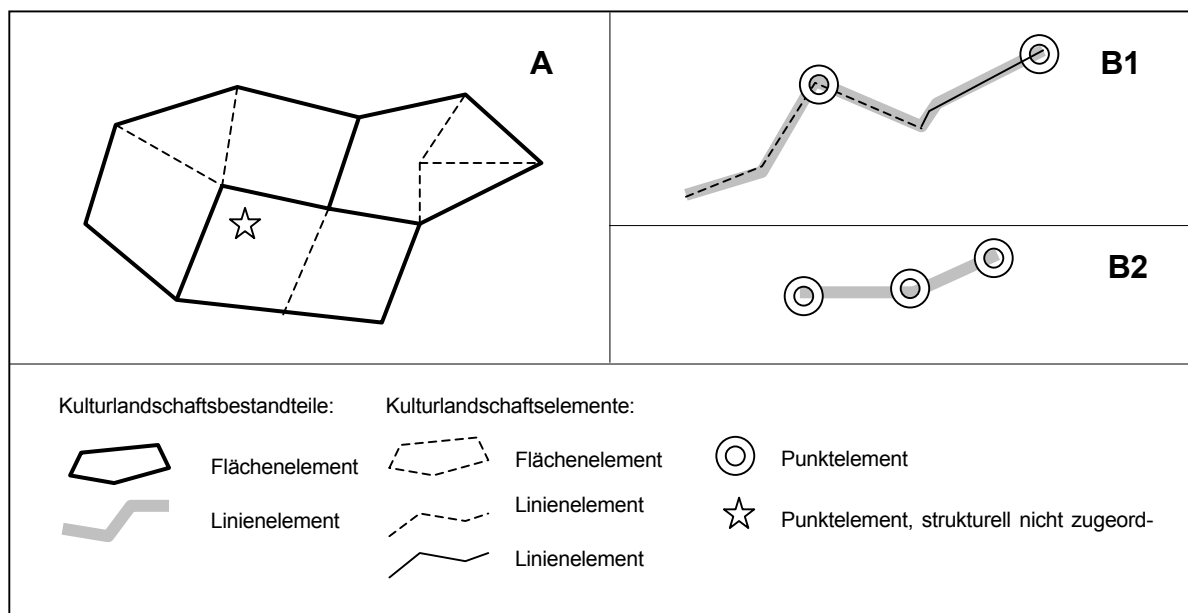 A
B1
B2
Kulturlandschaftsbestandteile:
Flächenelement
Linienelement
Kulturlandschaftselemente:
Flächenelement
Linienelement
Linienelement
Punktelement
Punktelement, strukturell nicht zugeord-